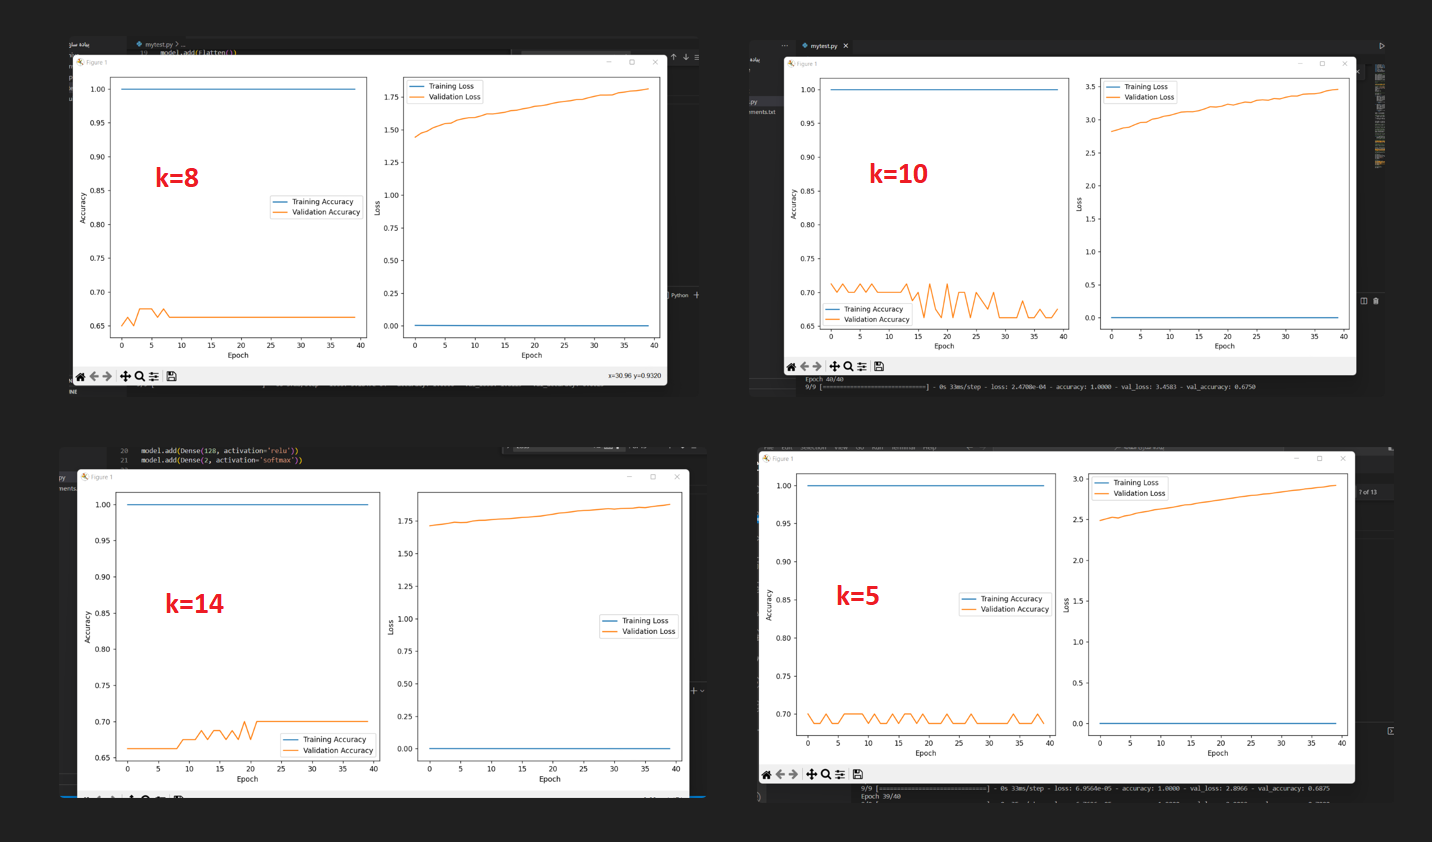 پیاده ساز
mytest.py > ...
19 model.add(Flatten())
Figure 1
1.00
0.95
0.90
0.85
0.80
0.75
0.70
0.65
Accuracy
k=8
Training Accuracy
Validation Accuracy
0 5 10 15 20 25 30 35 40
Epoch
Training Loss
Validation Loss
1.75
1.50
1.25
1.00
0.75
0.50
0.25
0.00
Loss
0 5 10 15 20 25 30 35 40
Epoch
Python
x=30.96 y=0.9320
mytest.py
.py
ements.txt
Figure 1
1.00
0.95
0.90
0.85
0.80
0.75
0.70
0.65
Accuracy
k=10
Training Accuracy
Validation Accuracy
0 5 10 15 20 25 30 35 40
Epoch
Training Loss
Validation Loss
3.5
3.0
2.5
2.0
1.5
1.0
0.5
0.0
Loss
0 5 10 15 20 25 30 35 40
Epoch
Epoch 40/40
9/9 [==============================] - 0s 33ms/step - loss: 2.4708e-04 - accuracy: 1.0000 - val_loss: 3.4583 - val_accuracy: 0.6750
20 model.add(Dense(128, activation='relu'))
21 model.add(Dense(2, activation='softmax'))
py
ments.
Figure 1
1.00
0.95
0.90
0.85
0.80
0.75
0.70
0.65
Accuracy
k=14
Training Accuracy
Validation Accuracy
0 5 10 15 20 25 30 35 40
Epoch
1.75
1.50
1.25
1.00
0.75
0.50
0.25
0.00
Loss
Training Loss
Validation Loss
0 5 10 15 20 25 30 35 40
Epoch
Figure 1
7 of 13
1.00
0.95
0.90
0.85
0.80
0.75
0.70
Accuracy
k=5
Training Accuracy
Validation Accuracy
0 5 10 15 20 25 30 35 40
Epoch
Training Loss
Validation Loss
3.0
2.5
2.0
1.5
1.0
0.5
0.0
Loss
0 5 10 15 20 25 30 35 40
Epoch
9/9 [==============================] - 0s 33ms/step - loss: 6.9564e-05 - accuracy: 1.0000 - val_loss: 2.8966 - val_accuracy: 0.6875
Epoch 39/40